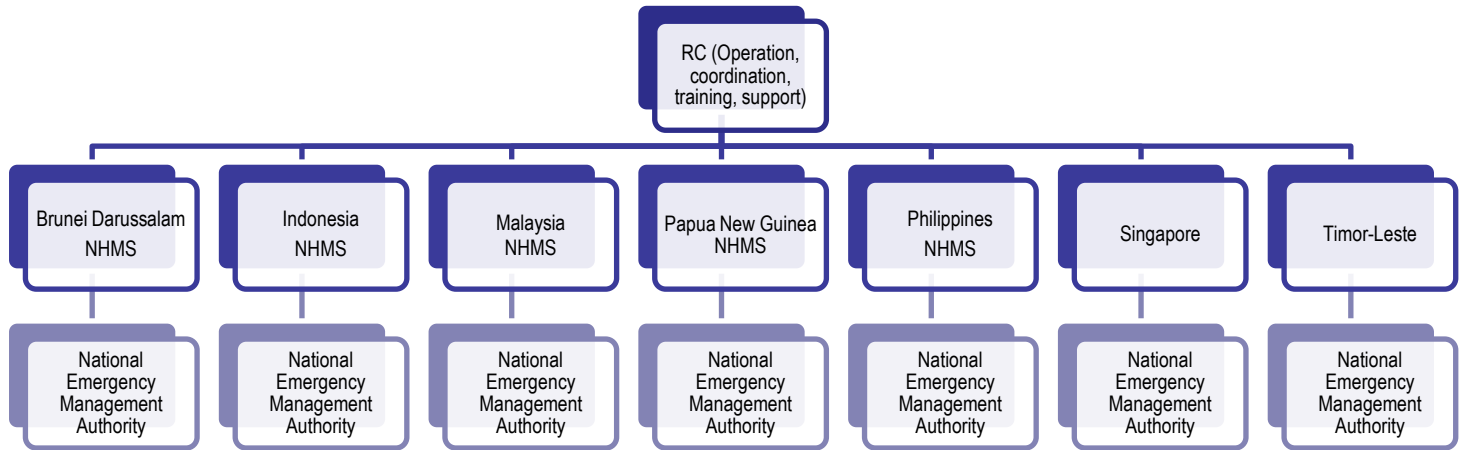 RC (Operation,
coordination,
training, support)
Brunei Darussalam
NHMS
Indonesia
NHMS
Malaysia
NHMS
Papua New Guinea
NHMS
Philippines
NHMS
Singapore
Timor-Leste
National
Emergency
Management
Authority
National
Emergency
Management
Authority
National
Emergency
Management
Authority
National
Emergency
Management
Authority
National
Emergency
Management
Authority
National
Emergency
Management
Authority
National
Emergency
Management
Authority